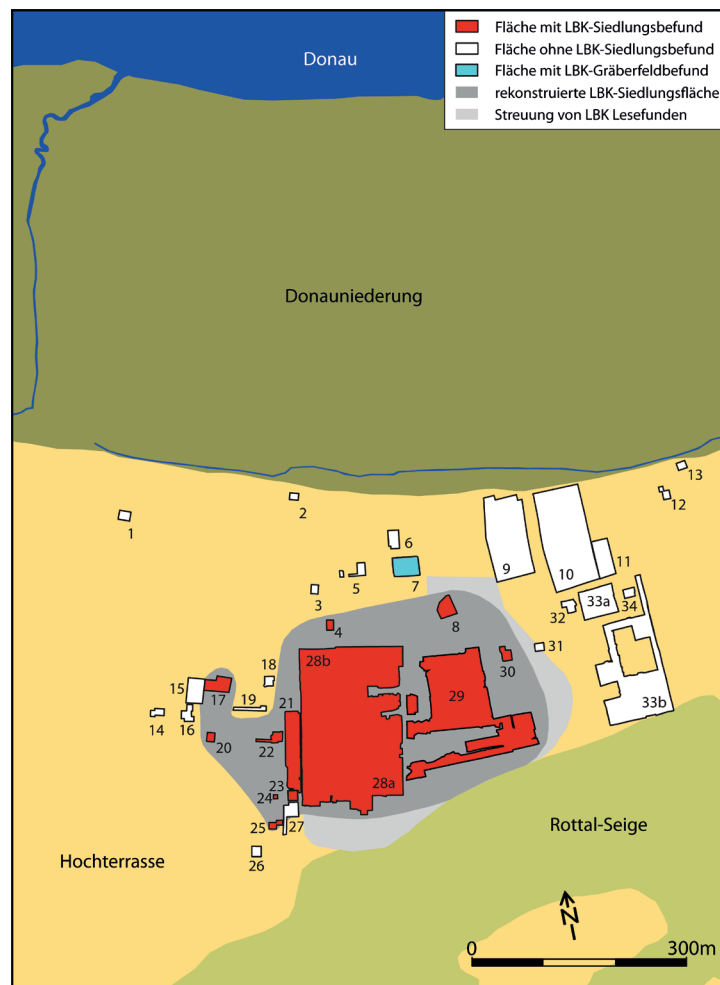 Donau
Fläche mit LBK-Siedlungsbefund
Fläche ohne LBK-Siedlungsbefund
Fläche mit LBK-Gräberfeldbefund
rekonstruierte LBK-Siedlungsfläche
Streuung von LBK Lesefunden
Donauniederung
13
12
2
1
6
11
9
10
5
7
3
33a
34
32
4
8
31
18
28b
30
15
17
29
19
21
33b
14
16
20
22
28a
23
24
25
27
26
Rottal-Seige
Hochterrasse
N
0
300m